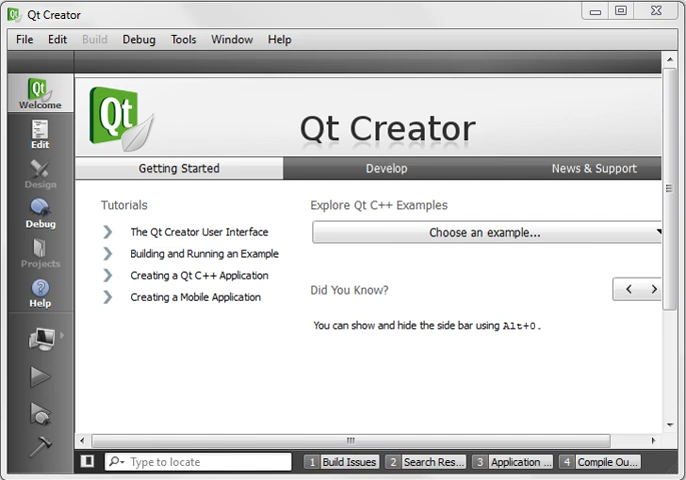 Qt Creator
File Edit Build Debug Tools Window Help
Qt
Welcome
Edit
Design
Debug
Projects
Help
Qt
Qt Creator
Getting Started Develop News & Support
Tutorials
The Qt Creator User Interface
Building and Running an Example
Creating a Qt C++ Application
Creating a Mobile Application
Explore Qt C++ Examples
Choose an example...
Did You Know?
You can show and hide the side bar using Alt+0.
Type to locate 1 Build Issues 2 Search Res... 3 Application ... 4 Compile Ou...